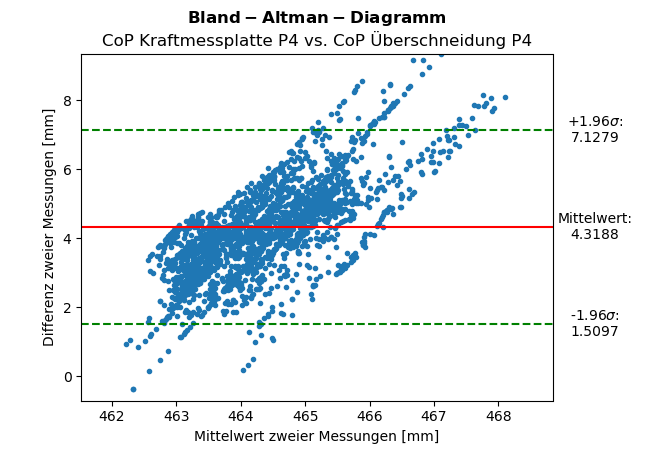 Bland − Altman − Diagramm
CoP Kraftmessplatte P4 vs. CoP Überschneidung P4
Differenz zweier Messungen [mm]
8
6
4
2
0
+1.96σ:
7.1279
Mittelwert:
4.3188
-1.96σ:
1.5097
462 463 464 465 466 467 468
Mittelwert zweier Messungen [mm]